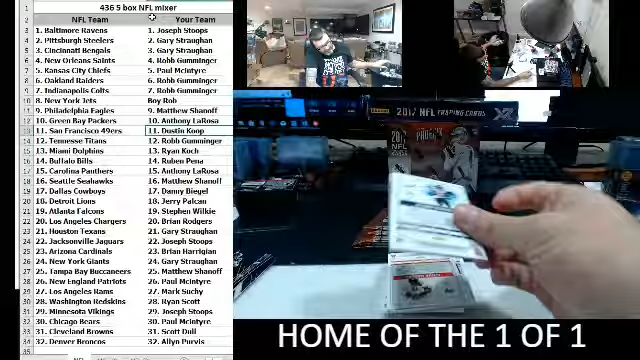 436 5 box NFL mixer
NFL Team Your Team
1. Baltimore Ravens 1. Joseph Stoops
2. Pittsburgh Steelers 2. Gary Straughan
3. Cincinnati Bengals 3. Gary Straughan
4. New Orleans Saints 4. Robb Gumminger
5. Kansas City Chiefs 5. Paul McIntyre
6. Oakland Raiders 6. Robb Gumminger
7. Indianapolis Colts 7. Robb Gumminger
8. New York Jets Boy Rob
9. Philadelphia Eagles 9. Matthew Shanoff
10. Green Bay Packers 10. Anthony LaRosa
11. San Francisco 49ers 11. Dustin Koop
12. Tennesse Titans 12. Robb Gumminger
13. Miami Dolphins 13. Ryan Koch
14. Buffalo Bills 14. Ruben Pena
15. Carolina Panthers 15. Anthony LaRosa
16. Seattle Seahawks 16. Matthew Shanoff
17. Dallas Cowboys 17. Danny Biegel
18. Detroit Lions 18. Jerry Palcan
19. Atlanta Falcons 19. Stephen Wilkie
20. Los Angeles Chargers 20. Brian Rodgers
21. Houston Texans 21. Gary Straughan
22. Jacksonville Jaguars 22. Joseph Stoops
23. Arizona Cardinals 23. Brian Harrigian
24. New York Giants 24. Gary Straughan
25. Tampa Bay Buccaneers 25. Matthew Shanoff
26. New England Patriots 26. Paul McIntyre
27. Los Angeles Rams 27. Mark Suchy
28. Washington Redskins 28. Ryan Scott
29. Minnesota Vikings 29. Joseph Stoops
30. Chicago Bears 30. Paul McIntyre
31. Cleveland Browns 31. Scott Dull
32. Denver Broncos 32. Allyn Purvis
PANINI 2017 NFL TRADING CARDS
2017 PHOENIX
HOME OF THE 1 OF 1